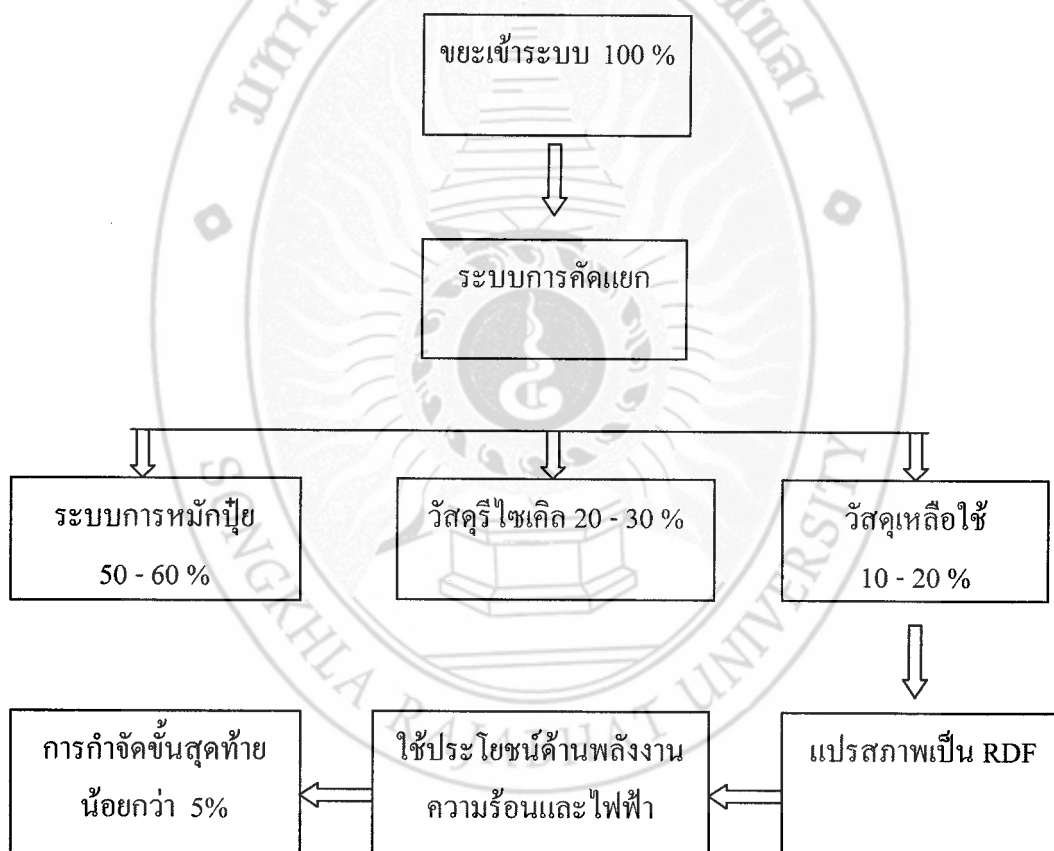 ขยะเข้าระบบ 100 %
ระบบการคัดแยก
ระบบการหมักปุ๋ย
50 - 60 %
วัสดุรีไซเคิล 20 - 30 %
วัสดุเหลือใช้
10 - 20 %
การกำจัดขั้นสุดท้าย
น้อยกว่า 5%
ใช้ประโยชน์ด้านพลังงาน
ความร้อนและไฟฟ้า
แปรสภาพเป็น RDF
SONGKHLA RAJABHAT UNIVERSITY